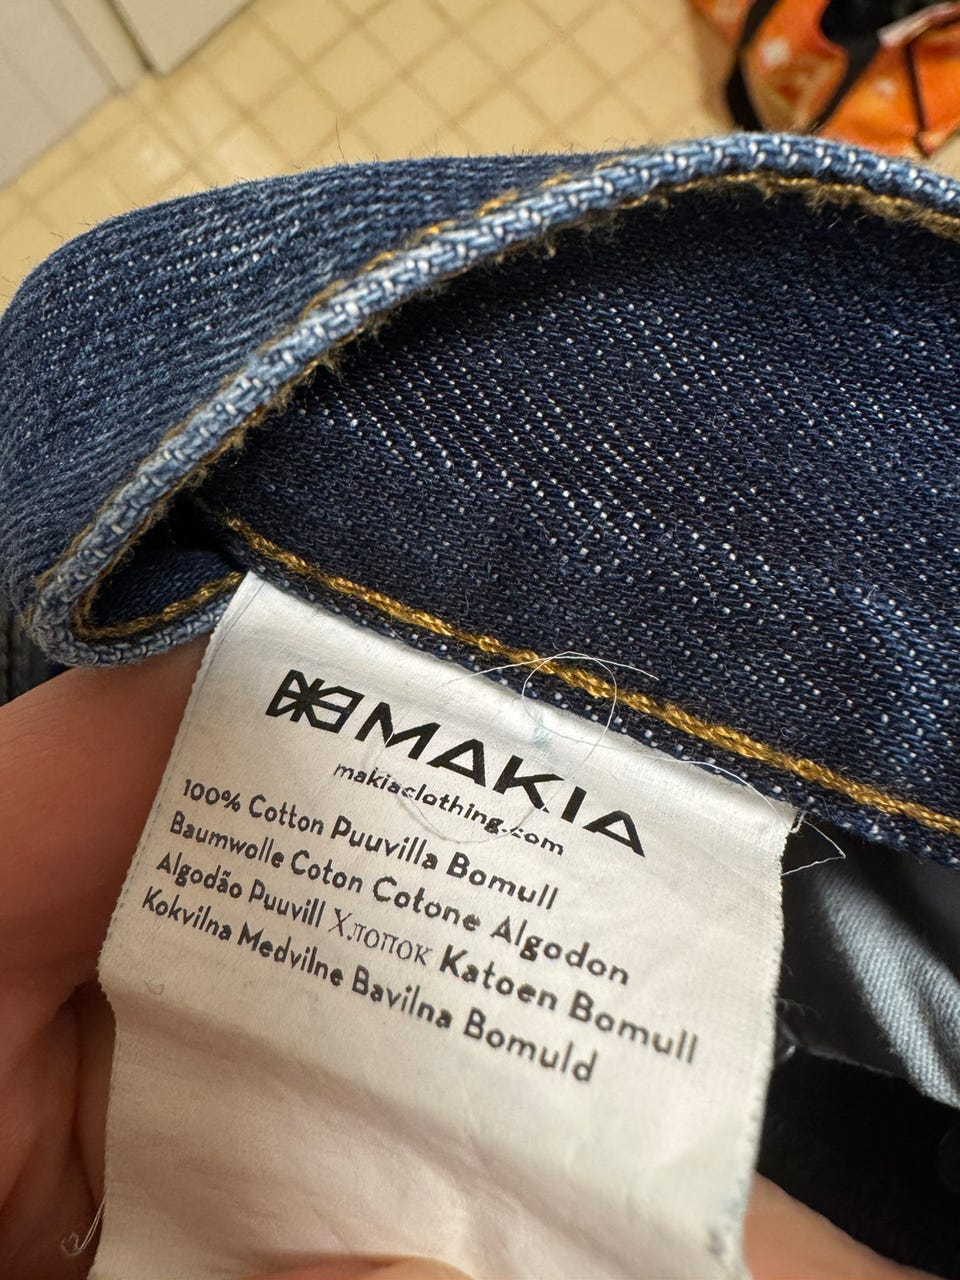 MAKIA
makiaclothing.com
100% Cotton Puuvilla Bomull
Baumwolle Coton Cotone Algodon
Algodão Puuvill Хлопок Katoen Bomull
Kokvilna Medvilne Bavilna Bomuld